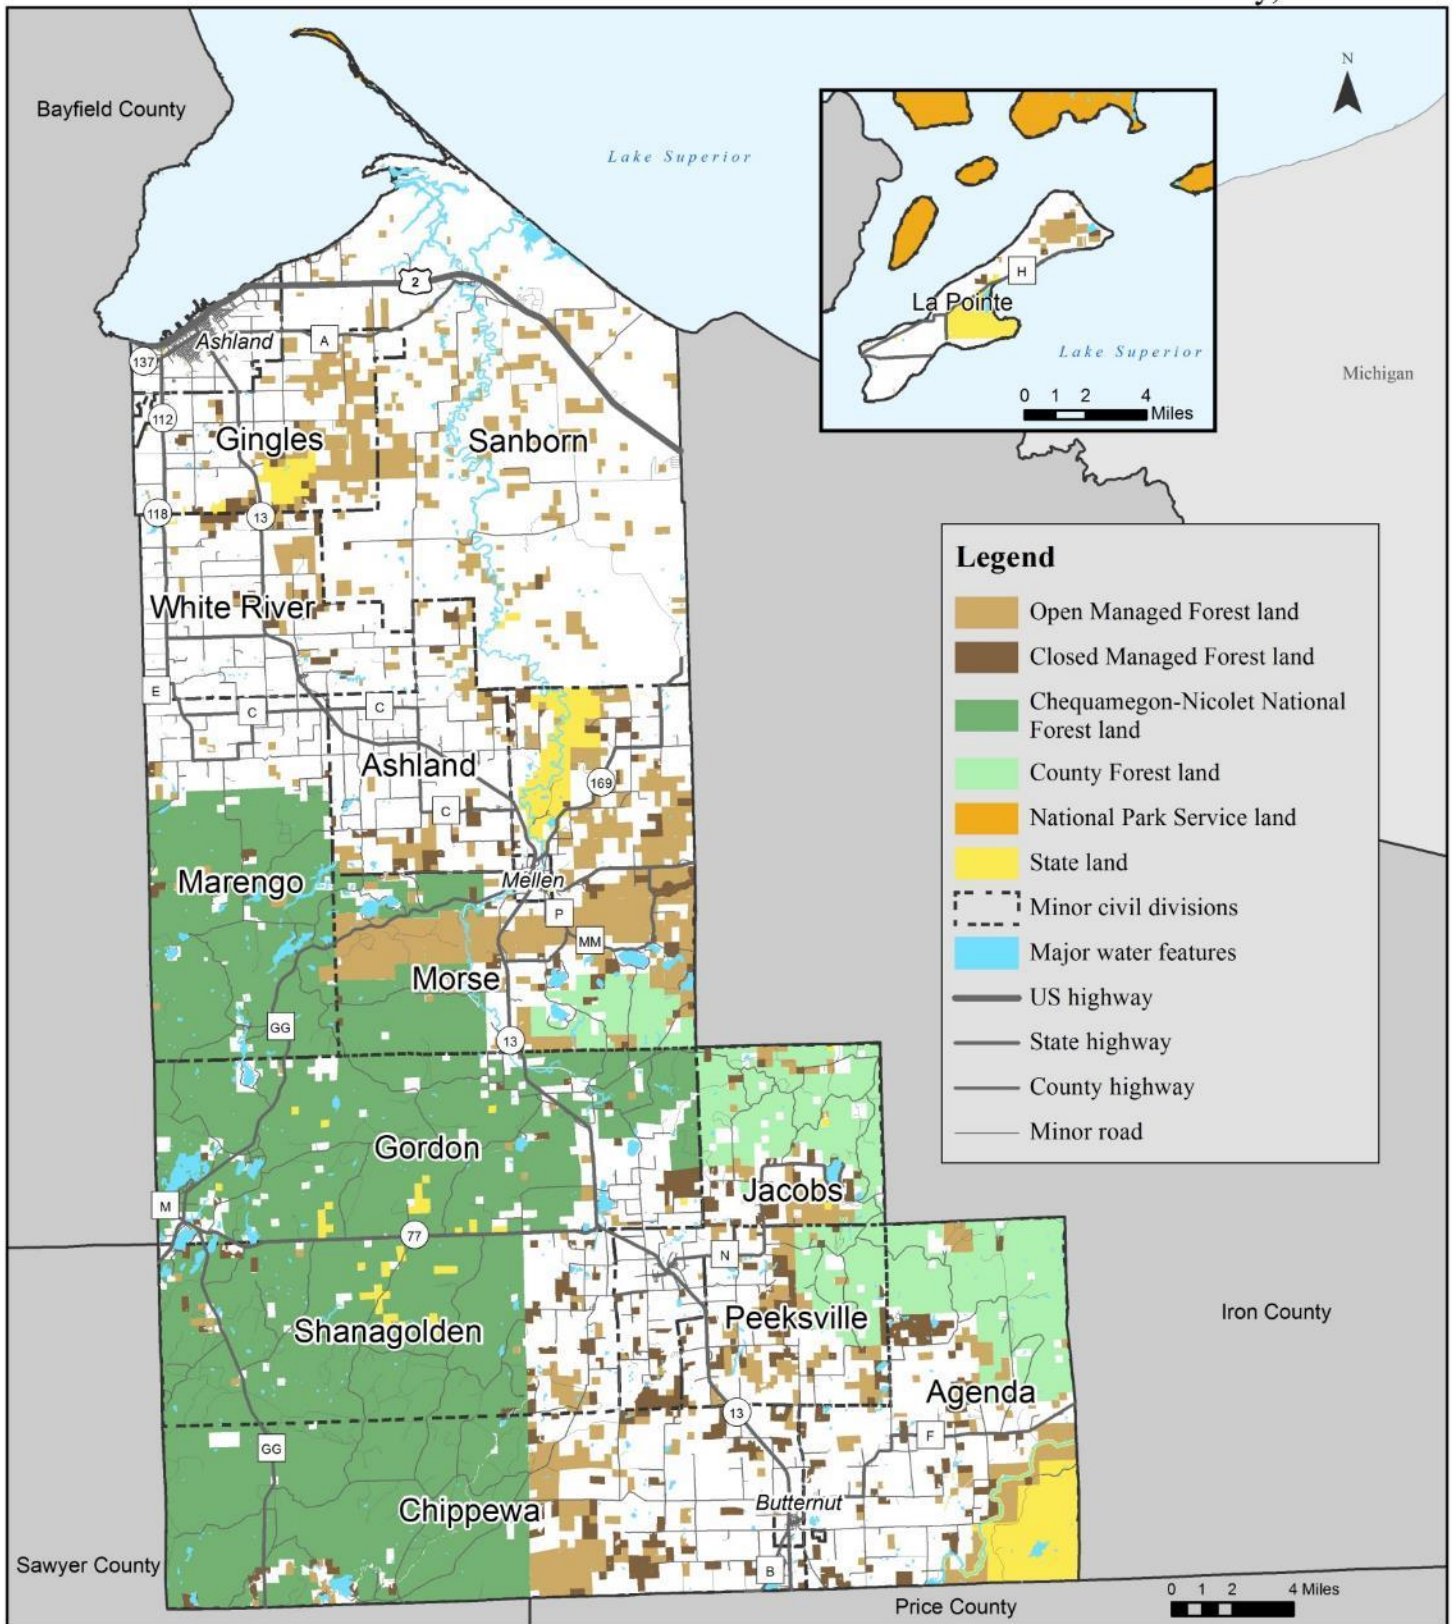 Bayfield County
N
Lake Superior
H
La Pointe
Lake Superior
0 1 2 4
Miles
Michigan
2
Ashland
A
137
112
Gingles
Sanborn
118
13
White River
E
C
C
Ashland
169
C
Marengo
Mellen
P
MM
Morse
GG
13
Gordon
M
Jacobs
77
N
Peeksville
Shanagolden
Iron County
Agenda
13
F
GG
Butternut
Chippewa
B
Sawyer County
Price County
0 1 2 4 Miles
Legend
Open Managed Forest land
Closed Managed Forest land
Chequamegon-Nicolet National
Forest land
County Forest land
National Park Service land
State land
Minor civil divisions
Major water features
US highway
State highway
County highway
Minor road